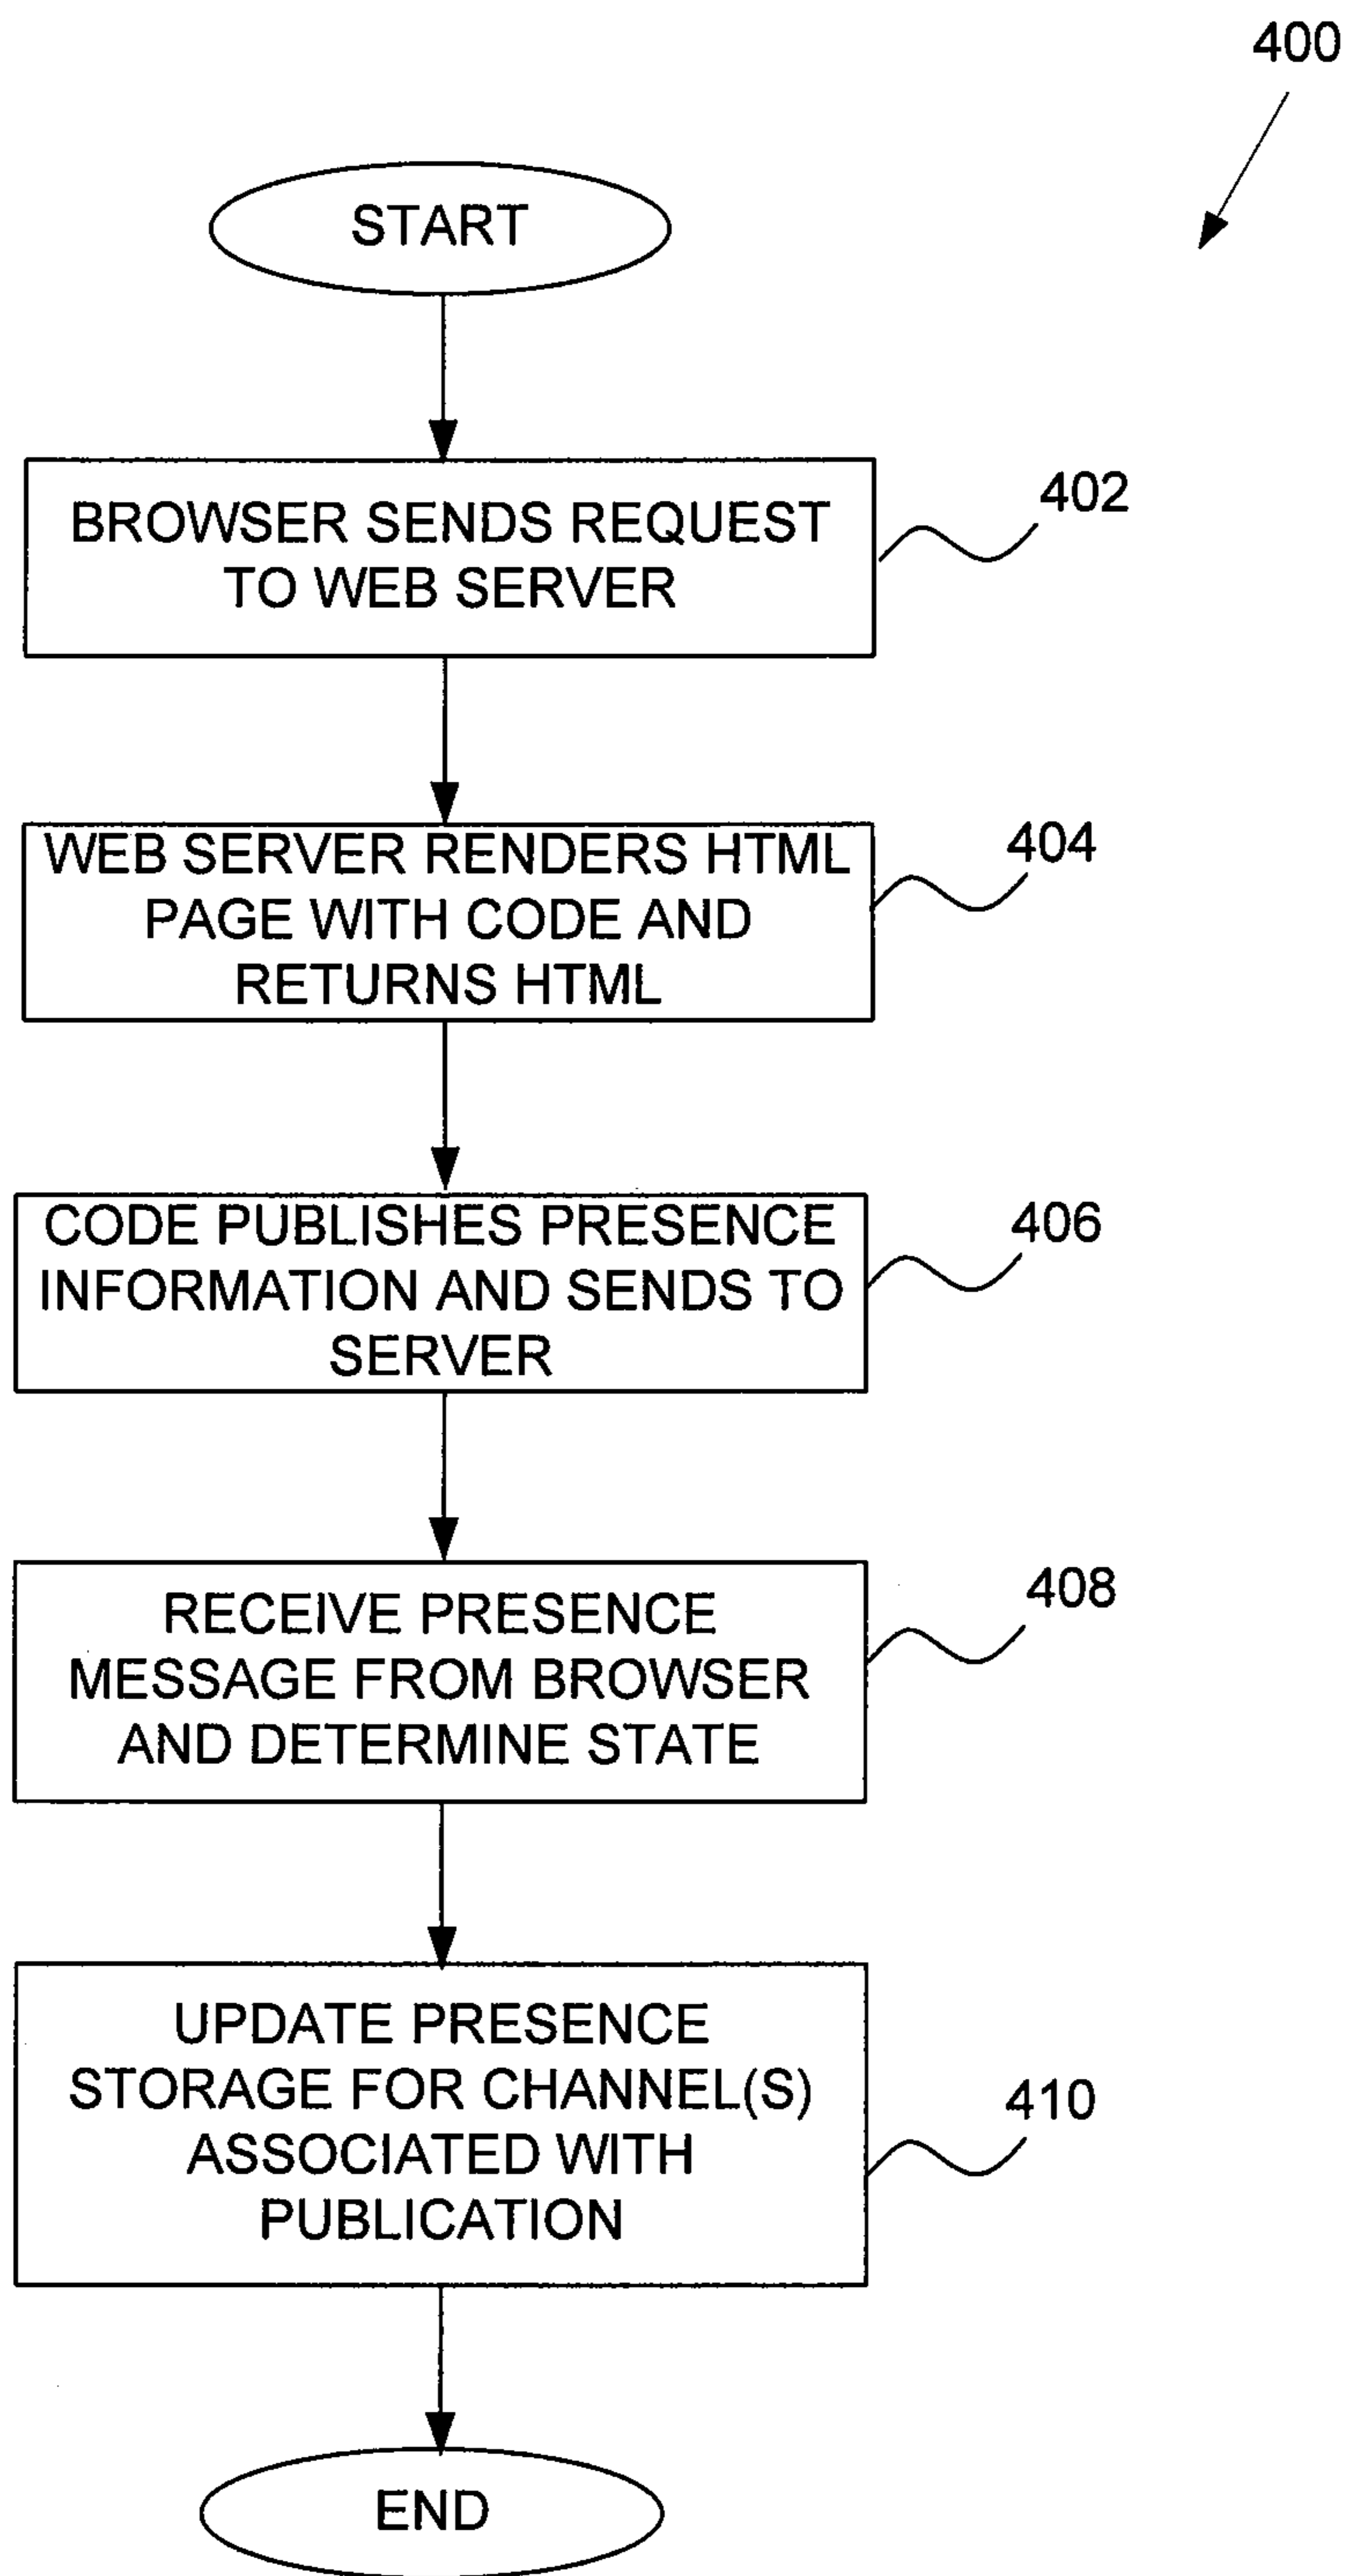 400
START
BROWSER SENDS REQUEST
TO WEB SERVER
402
WEB SERVER RENDERS HTML
PAGE WITH CODE AND
RETURNS HTML
404
CODE PUBLISHES PRESENCE
INFORMATION AND SENDS TO
SERVER
406
RECEIVE PRESENCE
MESSAGE FROM BROWSER
AND DETERMINE STATE
408
UPDATE PRESENCE
STORAGE FOR CHANNEL(S)
ASSOCIATED WITH
PUBLICATION
410
END